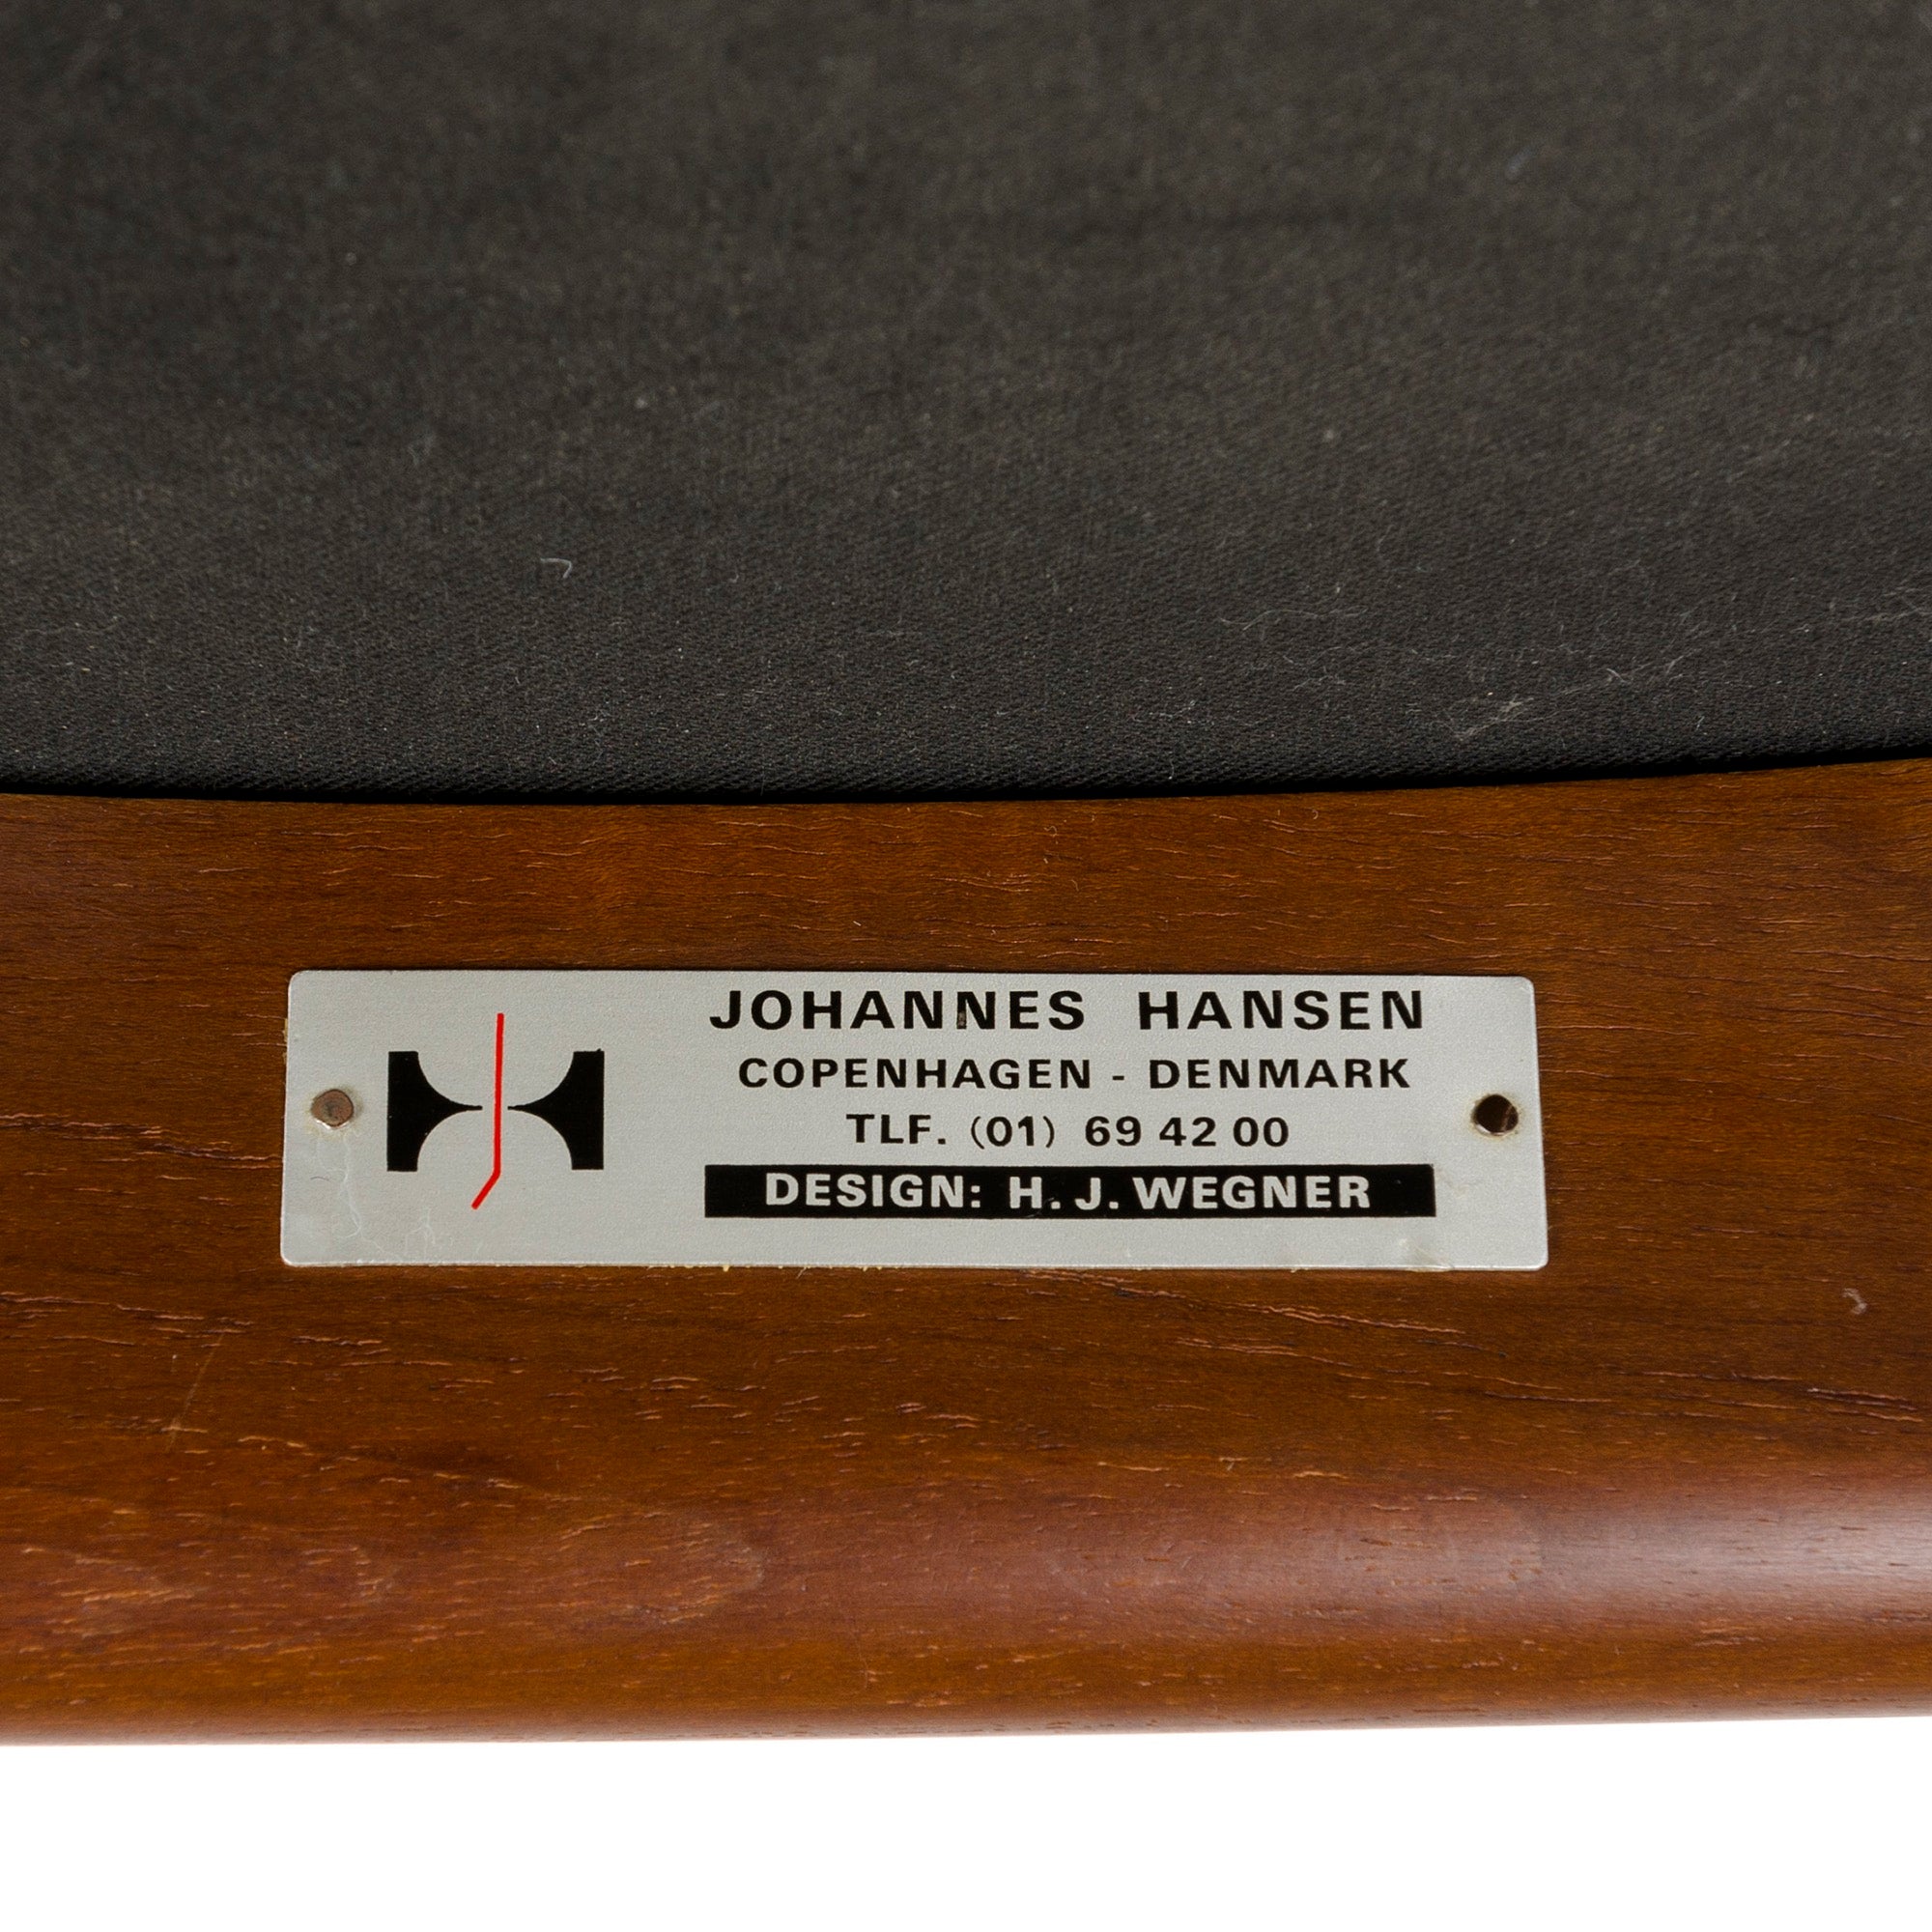 JOHANNES HANSEN
COPENHAGEN - DENMARK
TLF. (01) 69 42 00
DESIGN: H. J. WEGNER